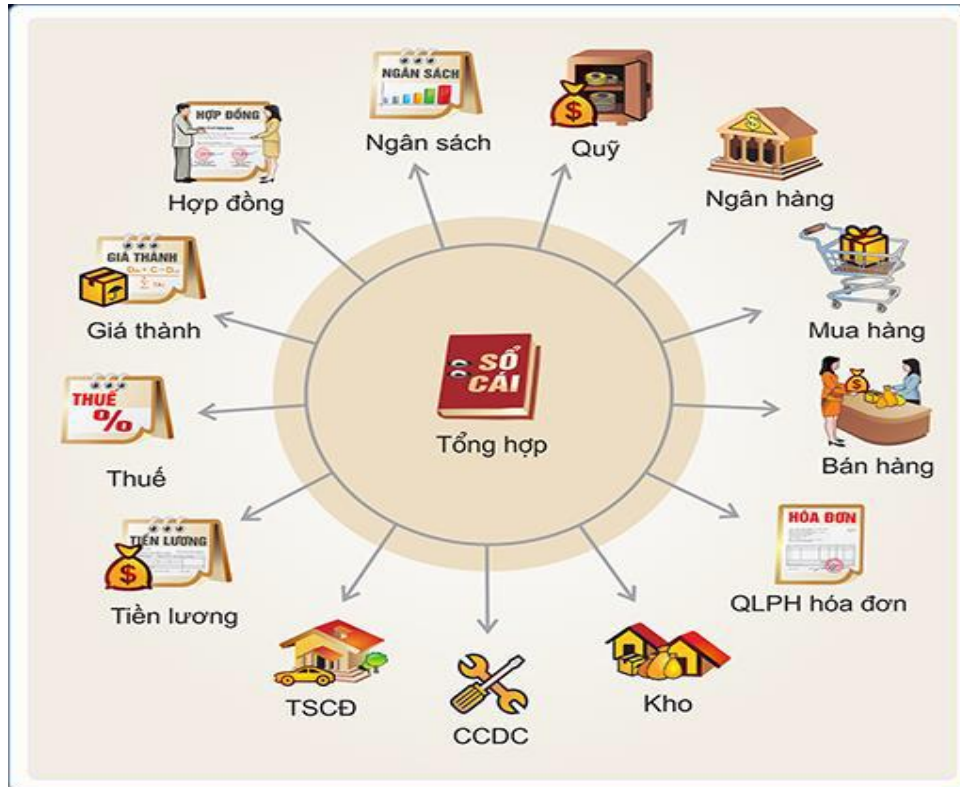 NGÂN SÁCH
Ngân sách
Quỹ
HỢP ĐỒNG
Hợp đồng
Ngân hàng
GIÁ THÀNH
Giá thành
Mua hàng
SỔ
CÁI
Tổng hợp
THUẾ
%
Thuế
Bán hàng
TIỀN LƯƠNG
Tiền lương
HÓA ĐƠN
QLPH hóa đơn
TSCĐ
CCDC
Kho